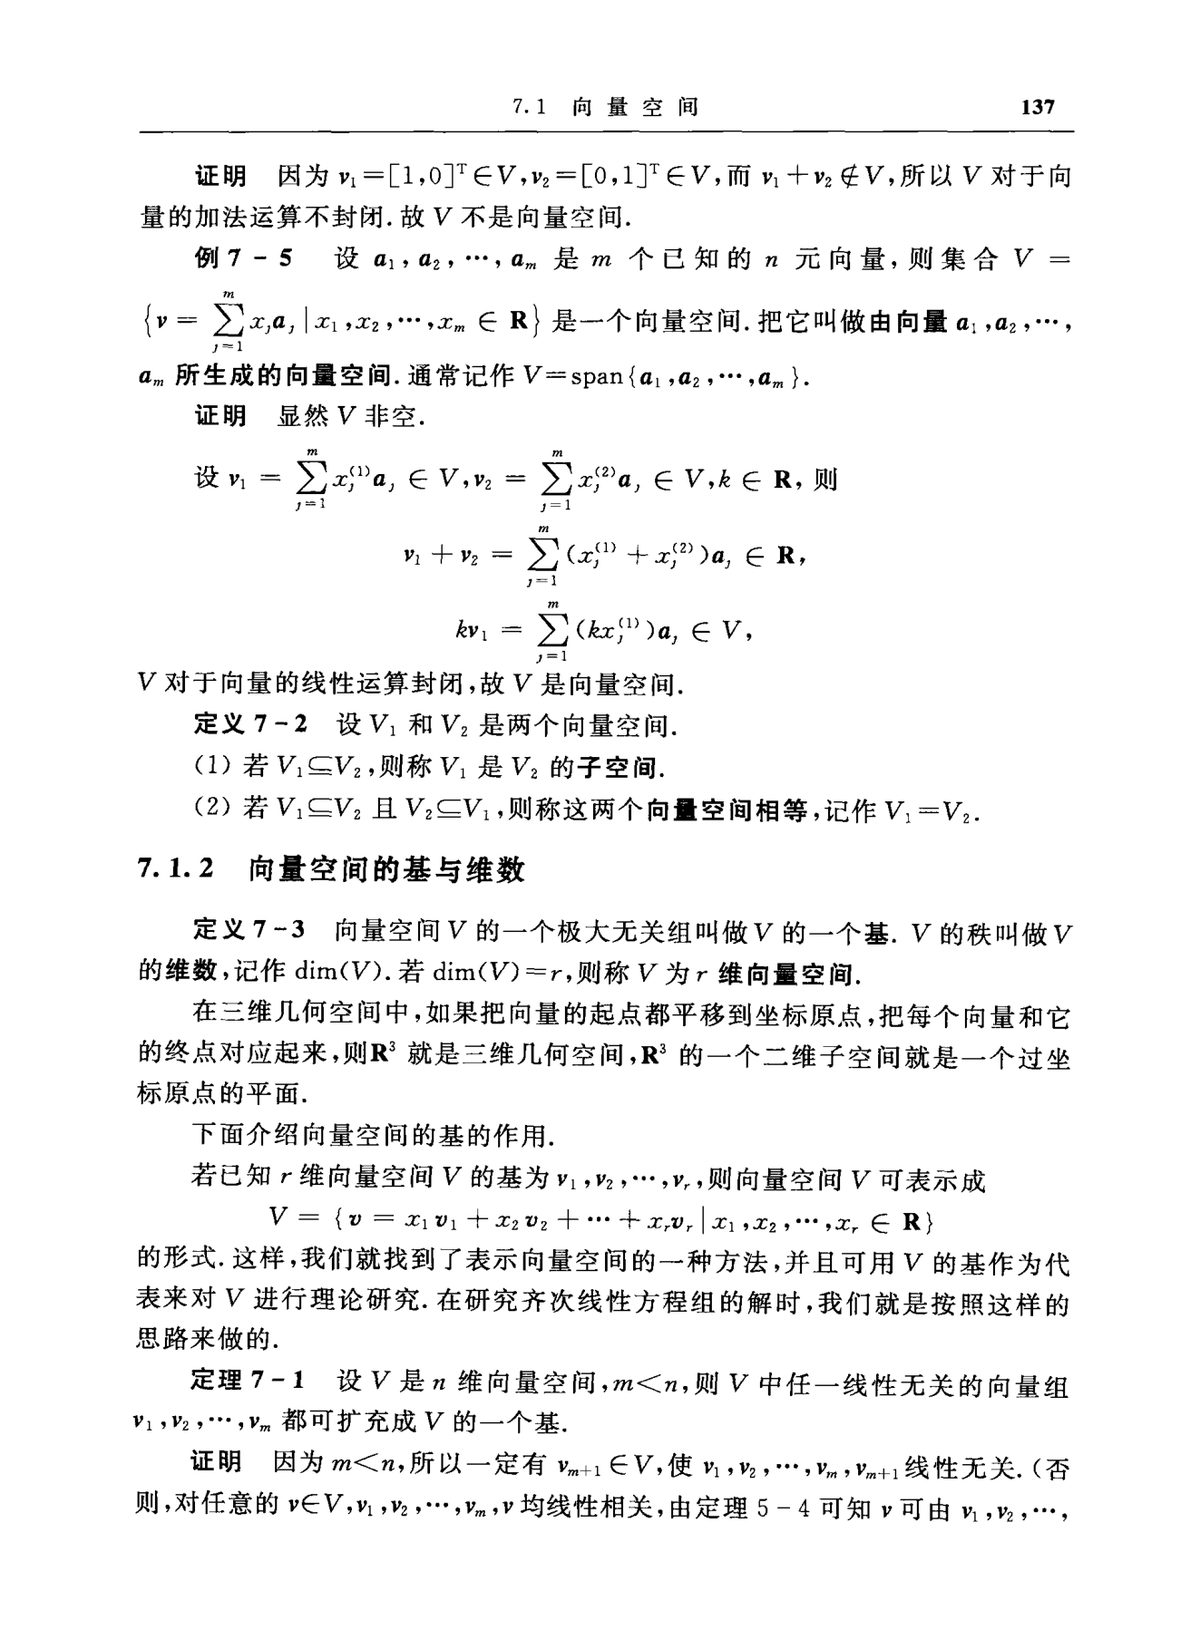 7.1 向量空间 137
证明 因为 v₁=[1,0]ᵀ∈V,v₂=[0,1]ᵀ∈V,而 v₁+v₂∉V,所以 V 对于向
量的加法运算不封闭.故 V 不是向量空间.
例 7-5 设 a₁,a₂,⋯,aₘ 是 m 个已知的 n 元向量,则集合 V =
{v = ∑_{j=1}^{m} xⱼaⱼ|x₁,x₂,⋯,xₘ ∈ R} 是一个向量空间.把它叫做由向量 a₁,a₂,⋯,
aₘ 所生成的向量空间.通常记作 V=span{a₁,a₂,⋯,aₘ}.
证明 显然 V 非空.
设 v₁ = ∑_{j=1}^{m} xⱼ⁽¹⁾aⱼ ∈ V,v₂ = ∑_{j=1}^{m} xⱼ⁽²⁾aⱼ ∈ V,k ∈ R,则
v₁ + v₂ = ∑_{j=1}^{m} (xⱼ⁽¹⁾ + xⱼ⁽²⁾)aⱼ ∈ R,
kv₁ = ∑_{j=1}^{m} (kxⱼ⁽¹⁾)aⱼ ∈ V,
V 对于向量的线性运算封闭,故 V 是向量空间.
定义 7-2 设 V₁ 和 V₂ 是两个向量空间.
(1) 若 V₁⊆V₂,则称 V₁ 是 V₂ 的子空间.
(2) 若 V₁⊆V₂ 且 V₂⊆V₁,则称这两个向量空间相等,记作 V₁=V₂.
7.1.2 向量空间的基与维数
定义 7-3 向量空间 V 的一个极大无关组叫做 V 的一个基. V 的秩叫做 V
的维数,记作 dim(V).若 dim(V)=r,则称 V 为 r 维向量空间.
在三维几何空间中,如果把向量的起点都平移到坐标原点,把每个向量和它
的终点对应起来,则R³ 就是三维几何空间,R³ 的一个二维子空间就是一个过坐
标原点的平面.
下面介绍向量空间的基的作用.
若已知 r 维向量空间 V 的基为 v₁,v₂,⋯,vᵣ,则向量空间 V 可表示成
V = {v = x₁v₁ + x₂v₂ + ⋯ + xᵣvᵣ|x₁,x₂,⋯,xᵣ ∈ R}
的形式.这样,我们就找到了表示向量空间的一种方法,并且可用 V 的基作为代
表来对 V 进行理论研究.在研究齐次线性方程组的解时,我们就是按照这样的
思路来做的.
定理 7-1 设 V 是 n 维向量空间,m<n,则 V 中任一线性无关的向量组
v₁,v₂,⋯,vₘ 都可扩充成 V 的一个基.
证明 因为 m<n,所以一定有 vₘ₊₁∈V,使 v₁,v₂,⋯,vₘ,vₘ₊₁线性无关.(否
则,对任意的 v∈V,v₁,v₂,⋯,vₘ,v 均线性相关,由定理 5-4 可知 v 可由 v₁,v₂,⋯,